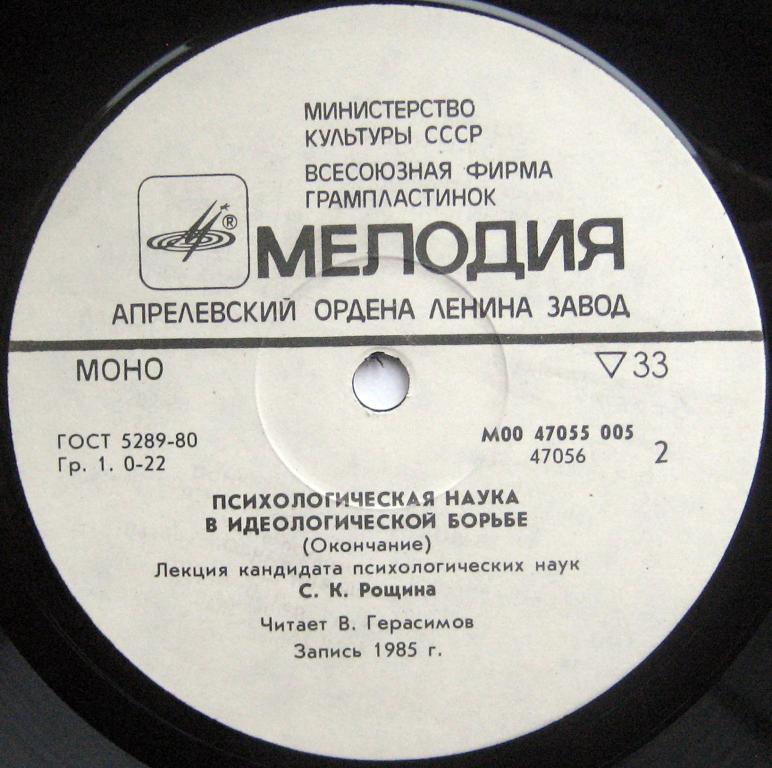 МИНИСТЕРСТВО
КУЛЬТУРЫ СССР
ВСЕСОЮЗНАЯ ФИРМА
ГРАМПЛАСТИНОК
®
МЕЛОДИЯ
АПРЕЛЕВСКИЙ ОРДЕНА ЛЕНИНА ЗАВОД
МОНО ▽33
ГОСТ 5289-80 М00 47055 005
Гр. 1. 0-22 47056 2
ПСИХОЛОГИЧЕСКАЯ НАУКА
В ИДЕОЛОГИЧЕСКОЙ БОРЬБЕ
(Окончание)
Лекция кандидата психологических наук
С. К. Рощина
Читает В. Герасимов
Запись 1985 г.